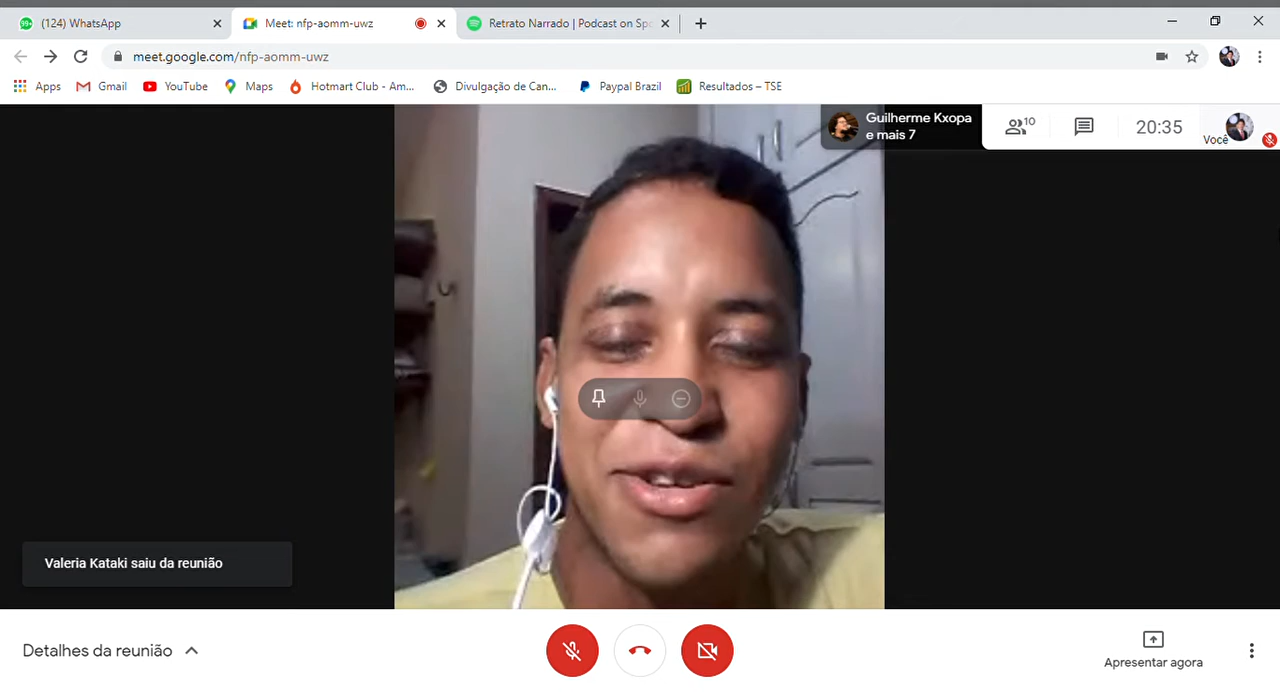 (124) WhatsApp
Meet: nfp-aomm-uwz
Retrato Narrado | Podcast on Spo
meet.google.com/nfp-aomm-uwz
Apps
Gmail
YouTube
Maps
Hotmart Club - Am...
Divulgação de Can...
Paypal Brazil
Resultados – TSE
Guilherme Kxopa
e mais 7
10
20:35
Você
Valeria Kataki saiu da reunião
Detalhes da reunião
Apresentar agora